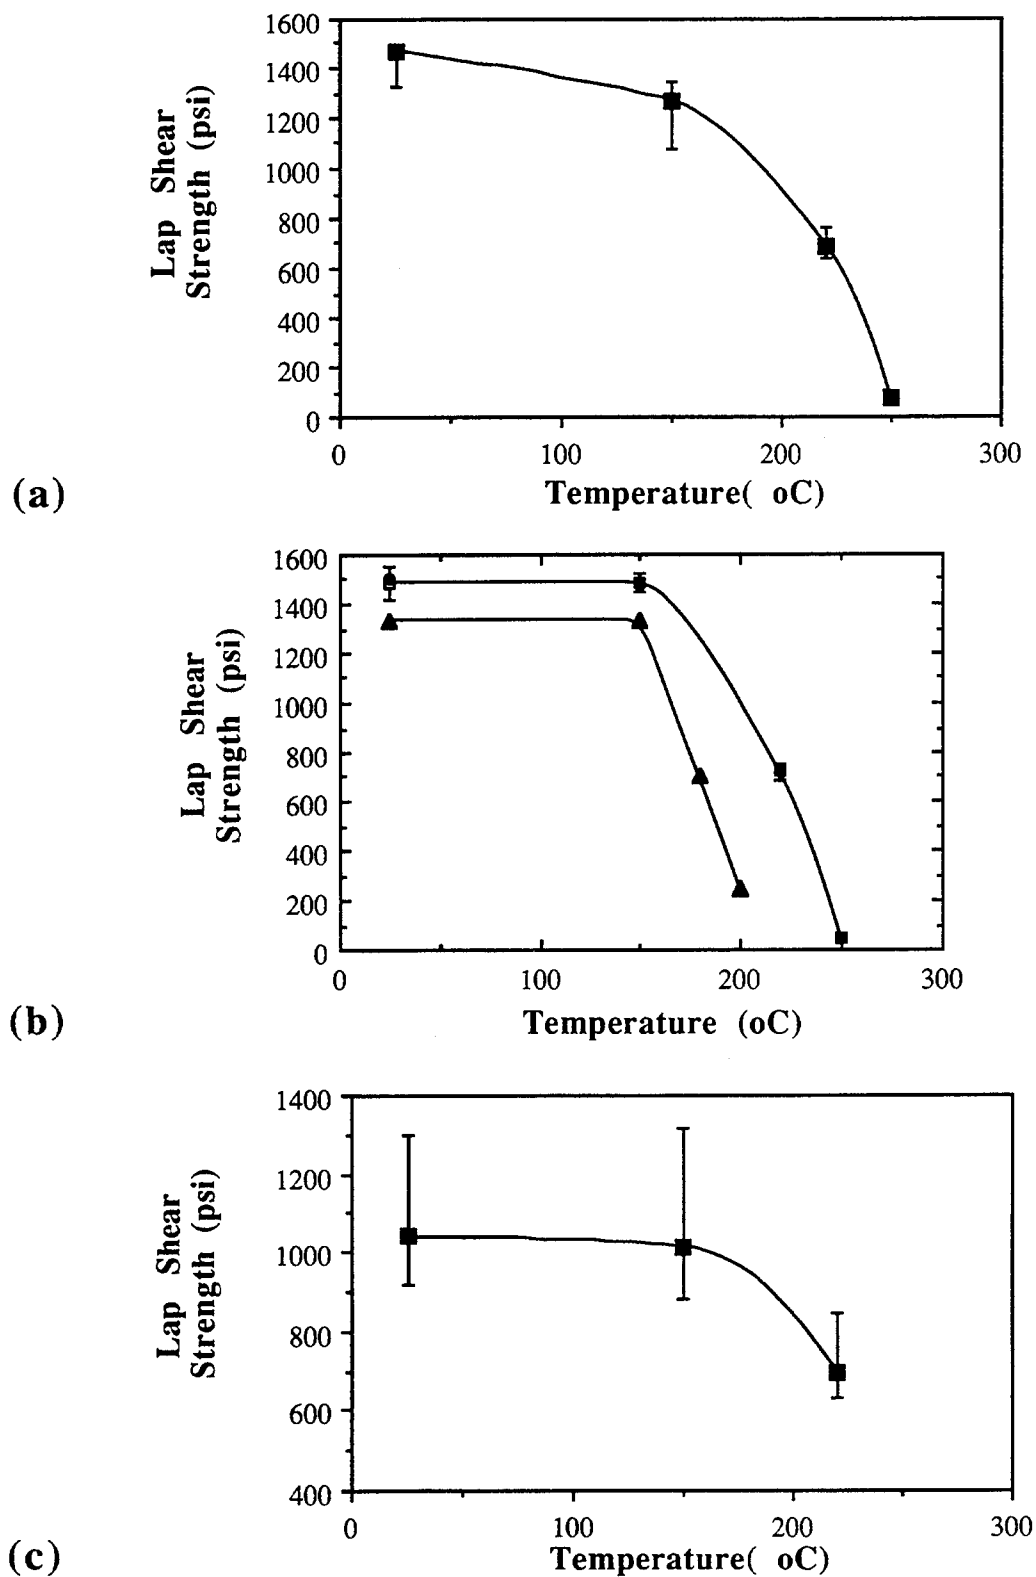 1600
1400
1200
1000
800
600
400
200
0
Lap Shear
Strength (psi)
0 100 200 300
Temperature( oC)
(a)
1600
1400
1200
1000
800
600
400
200
0
Lap Shear
Strength (psi)
0 100 200 300
Temperature (oC)
(b)
1400
1200
1000
800
600
400
Lap Shear
Strength (psi)
0 100 200 300
Temperature( oC)
(c)